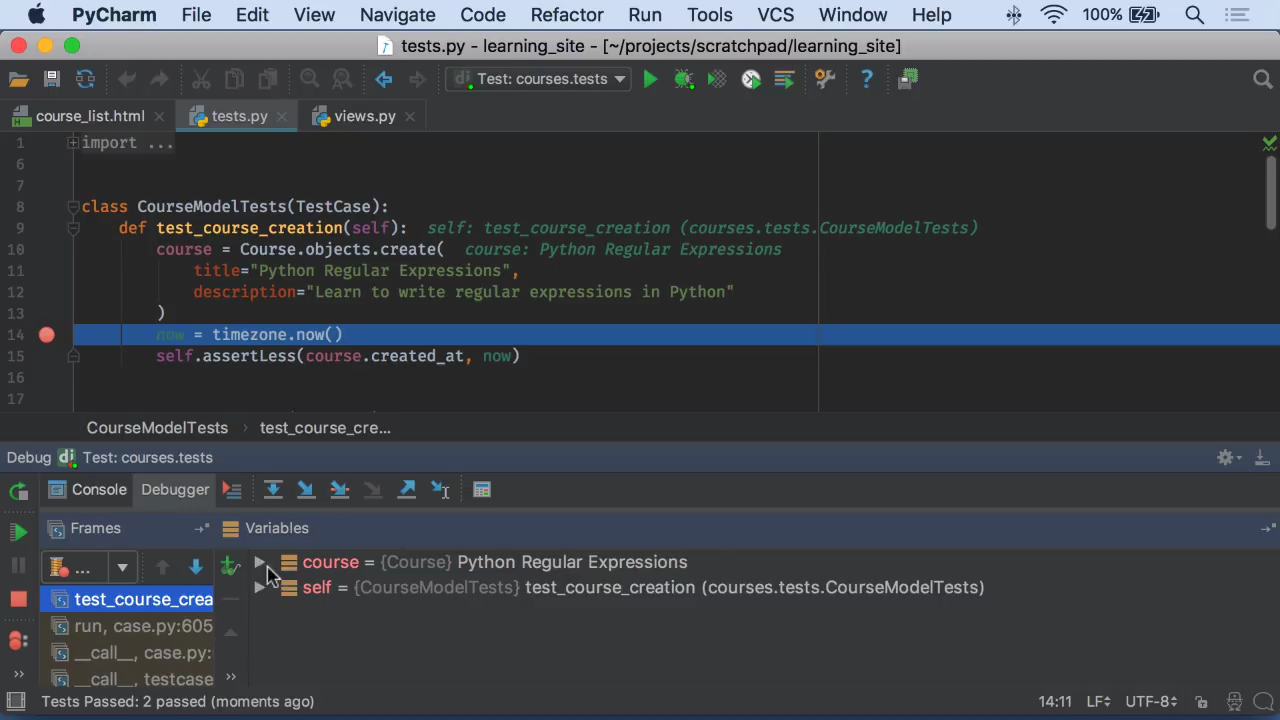 PyCharm File Edit View Navigate Code Refactor Run Tools VCS Window Help 100%
tests.py - learning_site - [~/projects/scratchpad/learning_site]
Test: courses.tests
course_list.html tests.py views.py
1 import ...
6
7
8 class CourseModelTests(TestCase):
9 def test_course_creation(self): self: test_course_creation (courses.tests.CourseModelTests)
10 course = Course.objects.create( course: Python Regular Expressions
11 title="Python Regular Expressions",
12 description="Learn to write regular expressions in Python"
13 )
14 now = timezone.now()
15 self.assertLess(course.created_at, now)
16
17
CourseModelTests › test_course_cre...
Debug Test: courses.tests
Console Debugger
Frames Variables
... course = {Course} Python Regular Expressions
self = {CourseModelTests} test_course_creation (courses.tests.CourseModelTests)
test_course_crea
run, case.py:605
__call__, case.py:
__call__, testcase
Tests Passed: 2 passed (moments ago) 14:11 LF UTF-8